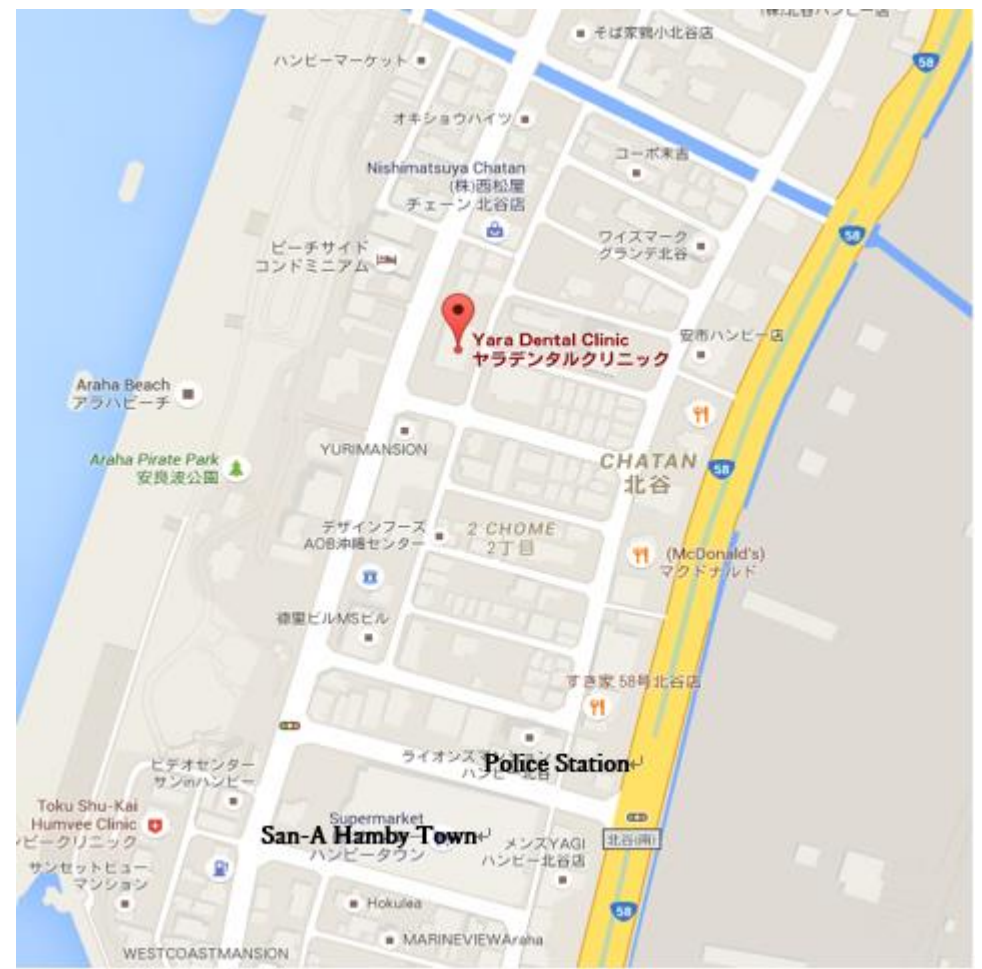 そば家鶴小北谷店
ハンビーマーケット
58
オキショウハイツ
コーポ末吉
Nishimatsuya Chatan
(株)西松屋
チェーン 北谷店
58
ワイズマーク
グランデ北谷
ビーチサイド
コンドミニアム
Yara Dental Clinic
ヤラデンタルクリニック
安市ハンビー店
Araha Beach
アラハビーチ
YURIMANSION
Araha Pirate Park
安良波公園
CHATAN
北谷
58
デザインフーズ
AOB沖縄センター
2 CHOME
2丁目
(McDonald's)
マクドナルド
徳里ビルMSビル
すき家 58号北谷店
ライオンズマンション
ハンビー北谷
Police Station
ビデオセンター
サンinハンビー
Toku Shu-Kai
Humvee Clinic
ービークリニック
Supermarket
San-A Hamby Town
ハンビータウン
メンズYAGI
ハンビー北谷店
北谷(南)
サンセットビュー
マンション
Hokulea
58
MARINEVIEWAraha
WESTCOASTMANSION